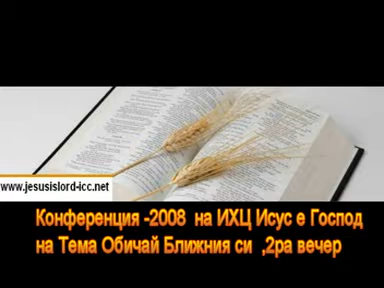 www.jesusislord-icc.net
Конференция -2008 на ИХЦ Исус е Господ
на Тема Обичай Ближния си ,2ра вечер